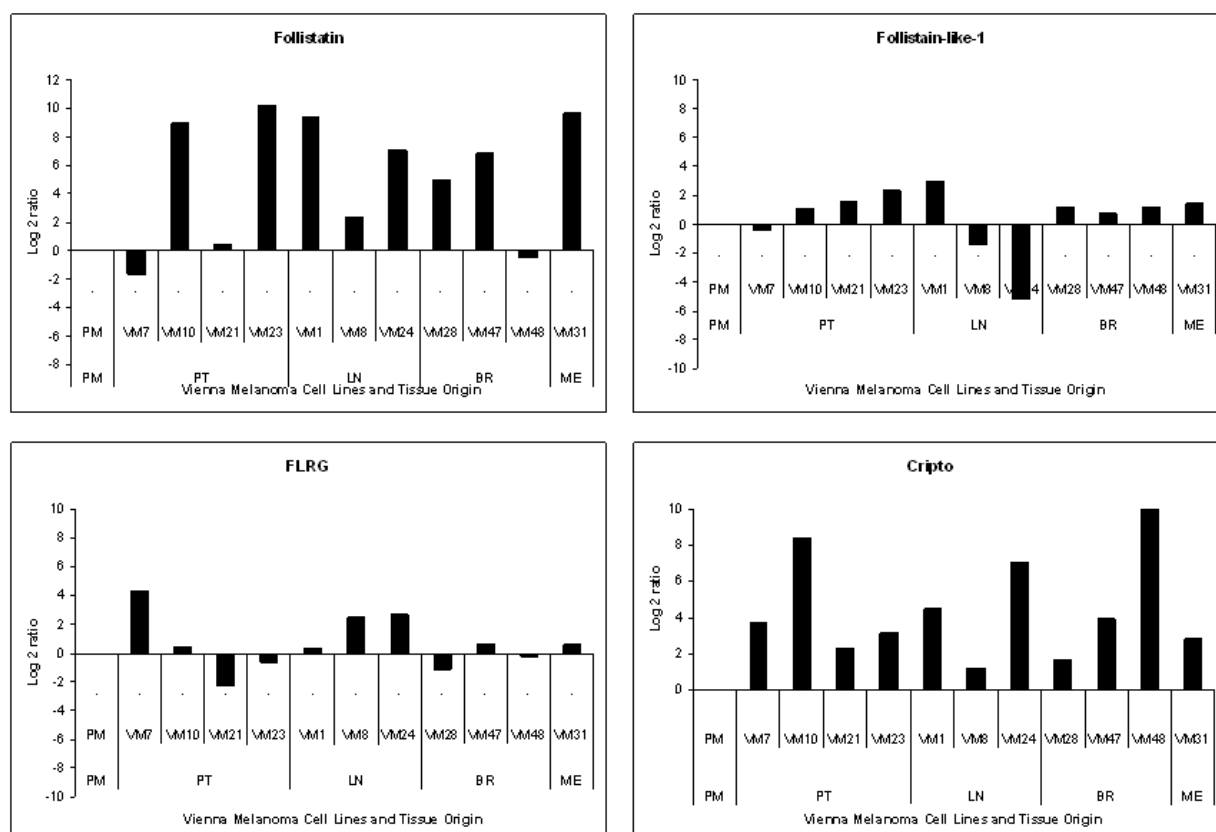 Follistatin
Log 2 ratio
12
10
8
6
4
2
0
-2
-4
-6
-8
PM VM7 VM10 VM21 VM23 VM1 VM8 VM24 VM28 VM47 VM48 VM31
PM PT LN BR ME
Vienna Melanoma Cell Lines and Tissue Origin
Follistain-like-1
Log 2 ratio
10
8
6
4
2
0
-2
-4
-6
-8
-10
PM VM7 VM10 VM21 VM23 VM1 VM8 VM28 VM47 VM48 VM31
PM PT LN BR ME
Vienna Melanoma Cell Lines and Tissue Origin
FLRG
Log 2 ratio
10
8
6
4
2
0
-2
-4
-6
-8
-10
PM VM7 VM10 VM21 VM23 VM1 VM8 VM24 VM28 VM47 VM48 VM31
PM PT LN BR ME
Vienna Melanoma Cell Lines and Tissue Origin
Cripto
Log 2 ratio
10
8
6
4
2
0
PM VM7 VM10 VM21 VM23 VM1 VM8 VM24 VM28 VM47 VM48 VM31
PM PT LN BR ME
Vienna Melanoma Cell Lines and Tissue Origin